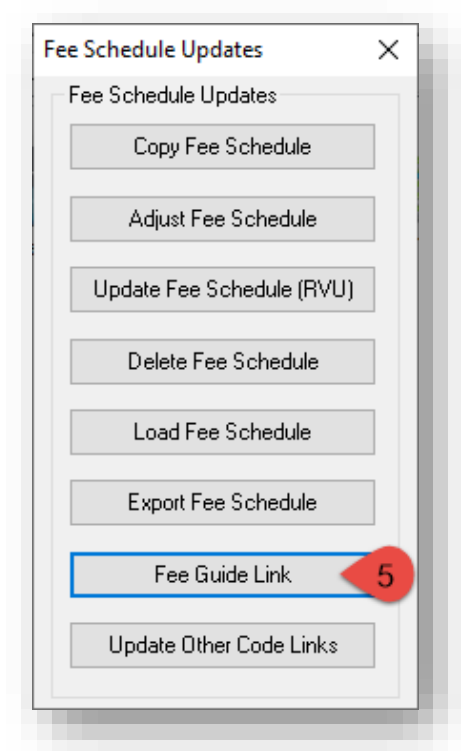 Fee Schedule Updates
Fee Schedule Updates
Copy Fee Schedule
Adjust Fee Schedule
Update Fee Schedule (RVU)
Delete Fee Schedule
Load Fee Schedule
Export Fee Schedule
Fee Guide Link 5
Update Other Code Links